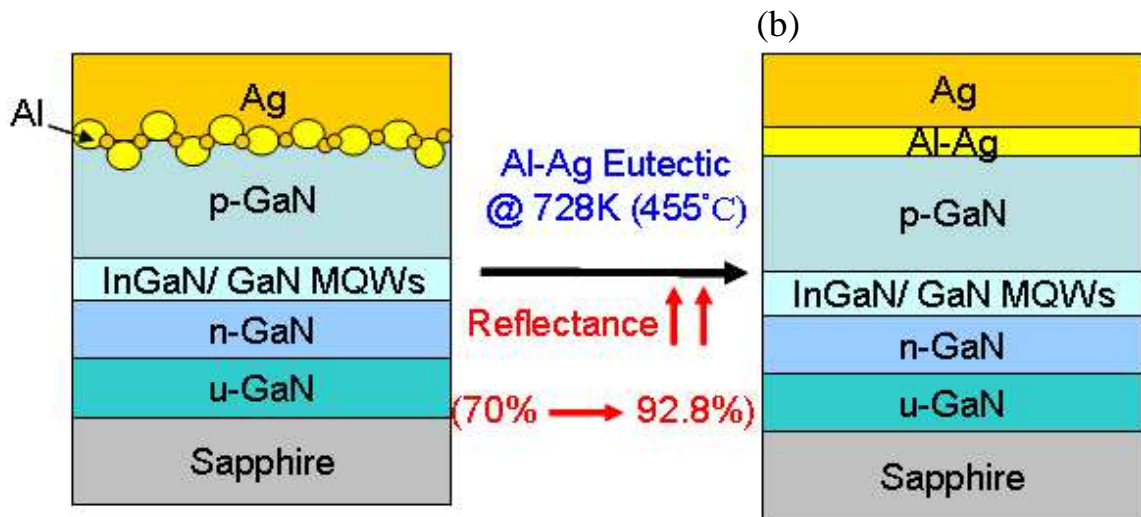 (b)
Ag
Al
p-GaN
InGaN/ GaN MQWs
n-GaN
u-GaN
Sapphire
Al-Ag Eutectic
@ 728K (455˚C)
Reflectance
(70% → 92.8%)
Ag
Al-Ag
p-GaN
InGaN/ GaN MQWs
n-GaN
u-GaN
Sapphire